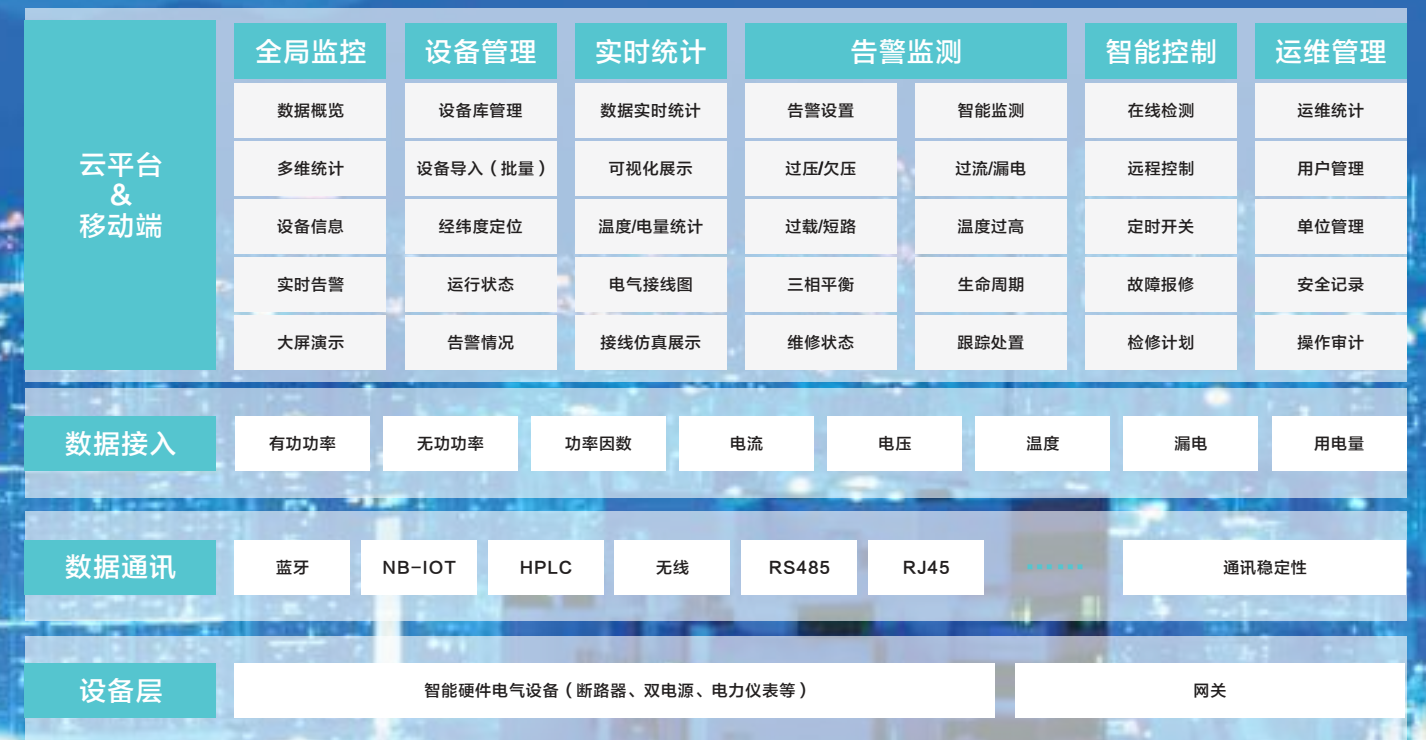 云平台
&
移动端
全局监控 设备管理 实时统计 告警监测 智能控制 运维管理
数据概览 设备库管理 数据实时统计 告警设置 智能监测 在线检测 运维统计
多维统计 设备导入（批量） 可视化展示 过压/欠压 过流/漏电 远程控制 用户管理
设备信息 经纬度定位 温度/电量统计 过载/短路 温度过高 定时开关 单位管理
实时告警 运行状态 电气接线图 三相平衡 生命周期 故障报修 安全记录
大屏演示 告警情况 接线仿真展示 维修状态 跟踪处置 检修计划 操作审计
数据接入 有功功率 无功功率 功率因数 电流 电压 温度 漏电 用电量
数据通讯 蓝牙 NB-IOT HPLC 无线 RS485 RJ45 ······ 通讯稳定性
设备层 智能硬件电气设备（断路器、双电源、电力仪表等） 网关